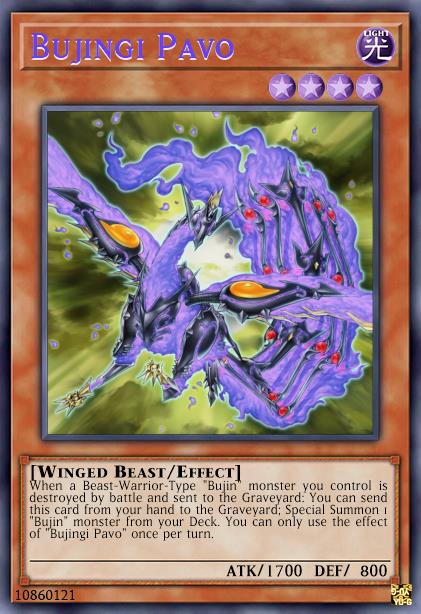 Bujingi Pavo
LIGHT
光
[Winged Beast/Effect]
When a Beast-Warrior-Type "Bujin" monster you control is
destroyed by battle and sent to the Graveyard: You can send
this card from your hand to the Graveyard; Special Summon 1
"Bujin" monster from your Deck. You can only use the effect
of "Bujingi Pavo" once per turn.
ATK/1700 DEF/ 800
10860121